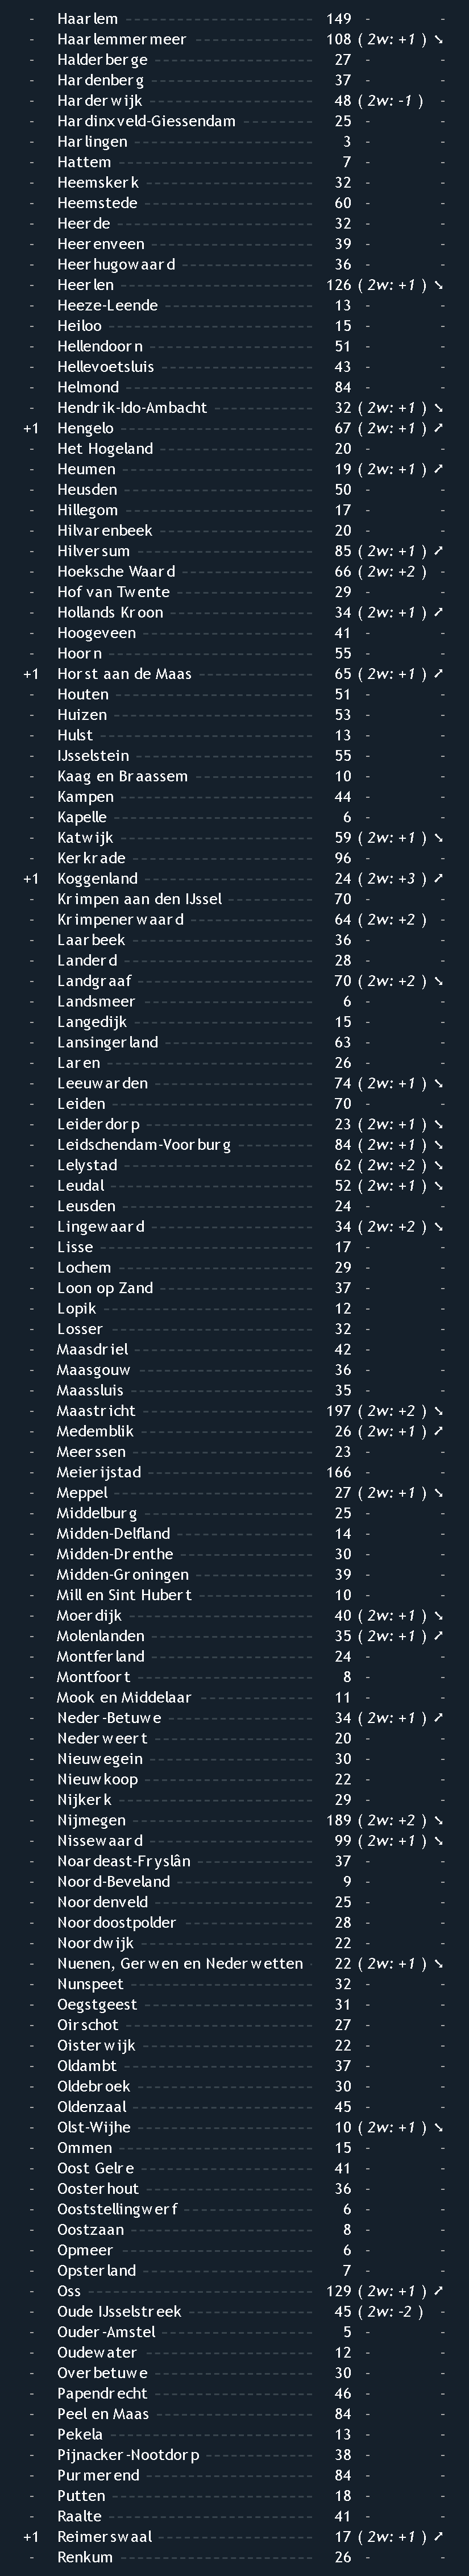 - Haarlem 149 - -
- Haarlemmermeer 108 ( 2w: +1 ) ➘
- Halderberge 27 - -
- Hardenberg 37 - -
- Harderwijk 48 ( 2w: -1 ) -
- Hardinxveld-Giessendam 25 - -
- Harlingen 3 - -
- Hattem 7 - -
- Heemskerk 32 - -
- Heemstede 60 - -
- Heerde 32 - -
- Heerenveen 39 - -
- Heerhugowaard 36 - -
- Heerlen 126 ( 2w: +1 ) ➘
- Heeze-Leende 13 - -
- Heiloo 15 - -
- Hellendoorn 51 - -
- Hellevoetsluis 43 - -
- Helmond 84 - -
- Hendrik-Ido-Ambacht 32 ( 2w: +1 ) ➘
+1 Hengelo 67 ( 2w: +1 ) ➚
- Het Hogeland 20 - -
- Heumen 19 ( 2w: +1 ) ➚
- Heusden 50 - -
- Hillegom 17 - -
- Hilvarenbeek 20 - -
- Hilversum 85 ( 2w: +1 ) ➚
- Hoeksche Waard 66 ( 2w: +2 ) -
- Hof van Twente 29 - -
- Hollands Kroon 34 ( 2w: +1 ) ➚
- Hoogeveen 41 - -
- Hoorn 55 - -
+1 Horst aan de Maas 65 ( 2w: +1 ) ➚
- Houten 51 - -
- Huizen 53 - -
- Hulst 13 - -
- IJsselstein 55 - -
- Kaag en Braassem 10 - -
- Kampen 44 - -
- Kapelle 6 - -
- Katwijk 59 ( 2w: +1 ) ➘
- Kerkrade 96 - -
+1 Koggenland 24 ( 2w: +3 ) ➚
- Krimpen aan den IJssel 70 - -
- Krimpenerwaard 64 ( 2w: +2 ) -
- Laarbeek 36 - -
- Landerd 28 - -
- Landgraaf 70 ( 2w: +2 ) ➘
- Landsmeer 6 - -
- Langedijk 15 - -
- Lansingerland 63 - -
- Laren 26 - -
- Leeuwarden 74 ( 2w: +1 ) ➘
- Leiden 70 - -
- Leiderdorp 23 ( 2w: +1 ) ➘
- Leidschendam-Voorburg 84 ( 2w: +1 ) ➘
- Lelystad 62 ( 2w: +2 ) ➘
- Leudal 52 ( 2w: +1 ) ➘
- Leusden 24 - -
- Lingewaard 34 ( 2w: +2 ) ➘
- Lisse 17 - -
- Lochem 29 - -
- Loon op Zand 37 - -
- Lopik 12 - -
- Losser 32 - -
- Maasdriel 42 - -
- Maasgouw 36 - -
- Maassluis 35 - -
- Maastricht 197 ( 2w: +2 ) ➘
- Medemblik 26 ( 2w: +1 ) ➚
- Meerssen 23 - -
- Meierijstad 166 - -
- Meppel 27 ( 2w: +1 ) ➘
- Middelburg 25 - -
- Midden-Delfland 14 - -
- Midden-Drenthe 30 - -
- Midden-Groningen 39 - -
- Mill en Sint Hubert 10 - -
- Moerdijk 40 ( 2w: +1 ) ➘
- Molenlanden 35 ( 2w: +1 ) ➚
- Montferland 24 - -
- Montfoort 8 - -
- Mook en Middelaar 11 - -
- Neder-Betuwe 34 ( 2w: +1 ) ➚
- Nederweert 20 - -
- Nieuwegein 30 - -
- Nieuwkoop 22 - -
- Nijkerk 29 - -
- Nijmegen 189 ( 2w: +2 ) ➘
- Nissewaard 99 ( 2w: +1 ) ➘
- Noardeast-Fryslân 37 - -
- Noord-Beveland 9 - -
- Noordenveld 25 - -
- Noordoostpolder 28 - -
- Noordwijk 22 - -
- Nuenen, Gerwen en Nederwetten 22 ( 2w: +1 ) ➘
- Nunspeet 32 - -
- Oegstgeest 31 - -
- Oirschot 27 - -
- Oisterwijk 22 - -
- Oldambt 37 - -
- Oldebroek 30 - -
- Oldenzaal 45 - -
- Olst-Wijhe 10 ( 2w: +1 ) ➘
- Ommen 15 - -
- Oost Gelre 41 - -
- Oosterhout 36 - -
- Ooststellingwerf 6 - -
- Oostzaan 8 - -
- Opmeer 6 - -
- Opsterland 7 - -
- Oss 129 ( 2w: +1 ) ➚
- Oude IJsselstreek 45 ( 2w: -2 ) -
- Ouder-Amstel 5 - -
- Oudewater 12 - -
- Overbetuwe 30 - -
- Papendrecht 46 - -
- Peel en Maas 84 - -
- Pekela 13 - -
- Pijnacker-Nootdorp 38 - -
- Purmerend 84 - -
- Putten 18 - -
- Raalte 41 - -
+1 Reimerswaal 17 ( 2w: +1 ) ➚
- Renkum 26 - -